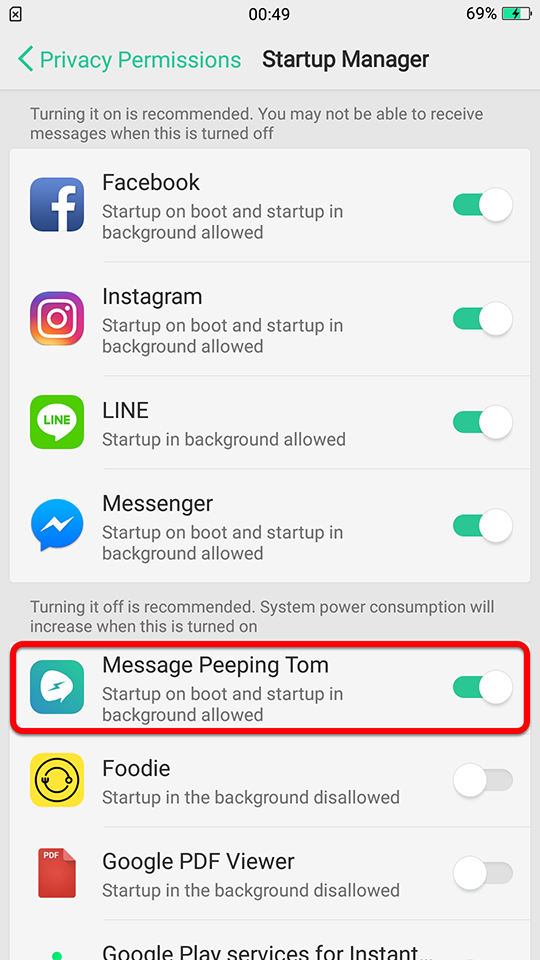 00:49
69%
Privacy Permissions
Startup Manager
Turning it on is recommended. You may not be able to receive
messages when this is turned off
Facebook
Startup on boot and startup in
background allowed
Instagram
Startup on boot and startup in
background allowed
LINE
LINE
Startup in background allowed
Messenger
Startup on boot and startup in
background allowed
Turning it off is recommended. System power consumption will
increase when this is turned on
Message Peeping Tom
Startup on boot and startup in
background allowed
Foodie
Startup in the background disallowed
PDF
Google PDF Viewer
Startup in the background disallowed
Google Play services for Instant...